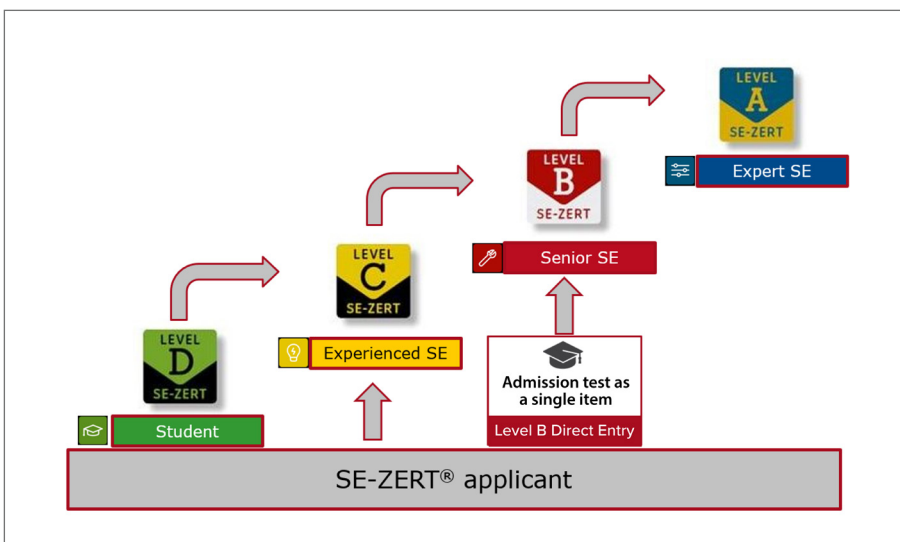 LEVEL
A
SE-ZERT
Expert SE
LEVEL
B
SE-ZERT
Senior SE
LEVEL
C
SE-ZERT
Experienced SE
LEVEL
D
SE-ZERT
Student
Admission test as
a single item
Level B Direct Entry
SE-ZERT® applicant